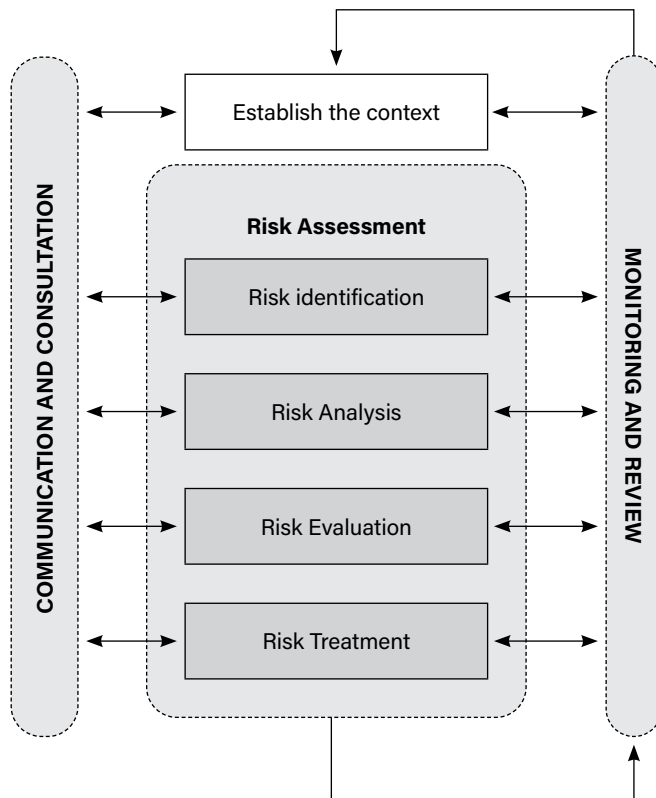 COMMUNICATION AND CONSULTATION
Establish the context
Risk Assessment
Risk identification
Risk Analysis
Risk Evaluation
Risk Treatment
MONITORING AND REVIEW